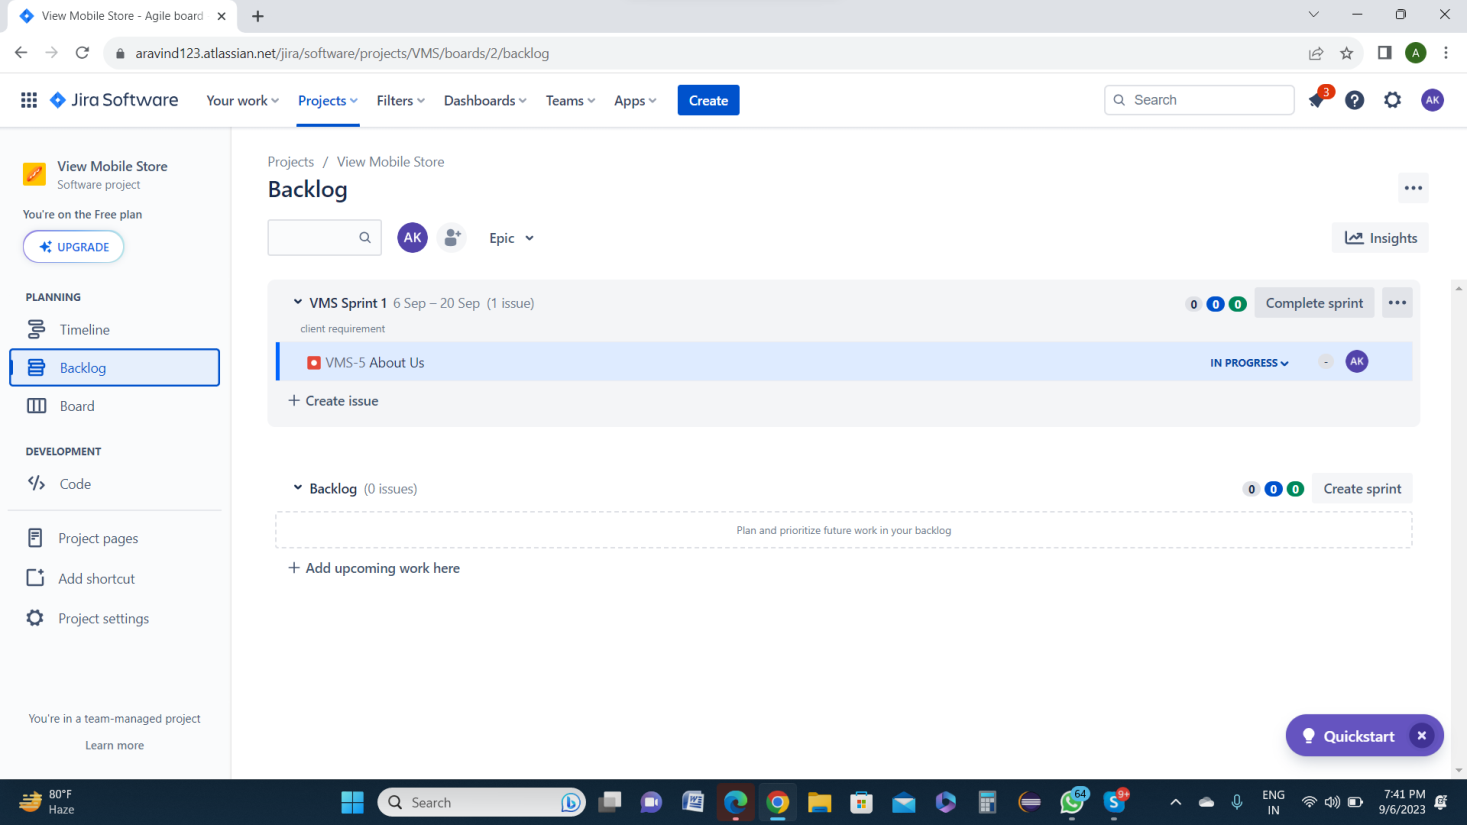 View Mobile Store - Agile board
aravind123.atlassian.net/jira/software/projects/VMS/boards/2/backlog
A
Jira Software
Your work
Projects
Filters
Dashboards
Teams
Apps
Create
Search
3
AK
View Mobile Store
Software project
You're on the Free plan
UPGRADE
PLANNING
Timeline
Backlog
Board
DEVELOPMENT
Code
Project pages
Add shortcut
Project settings
You're in a team-managed project
Learn more
Projects / View Mobile Store
Backlog
AK
Epic
Insights
VMS Sprint 1 6 Sep – 20 Sep (1 issue)
0 0 0
Complete sprint
client requirement
VMS-5 About Us
IN PROGRESS
-
AK
+ Create issue
Backlog (0 issues)
0 0 0
Create sprint
Plan and prioritize future work in your backlog
+ Add upcoming work here
Quickstart
80°F
Haze
Search
64
9+
ENG
IN
7:41 PM
9/6/2023